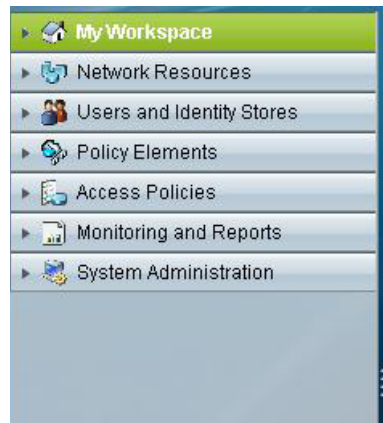 My Workspace
Network Resources
Users and Identity Stores
Policy Elements
Access Policies
Monitoring and Reports
System Administration